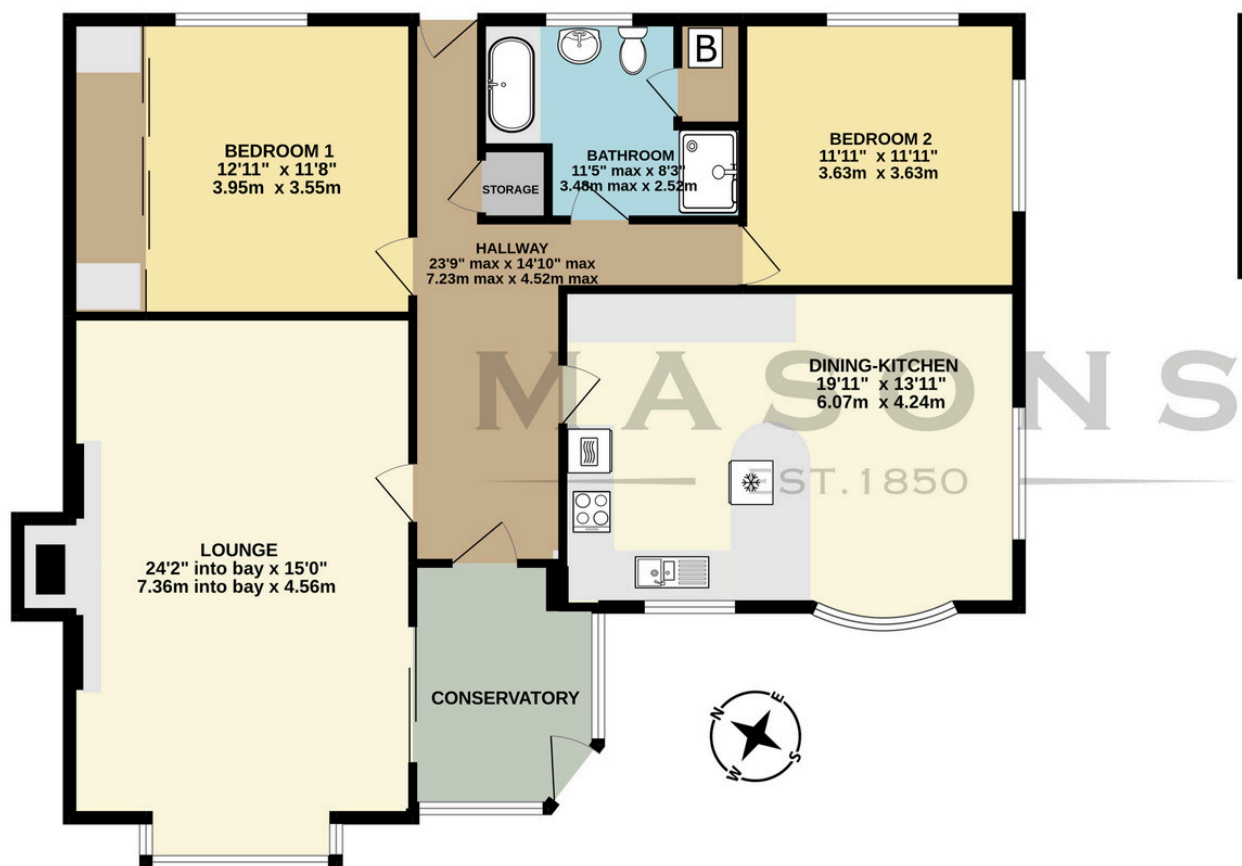 B
BEDROOM 1
12'11" x 11'8"
3.95m x 3.55m
BATHROOM
11'5" max x 8'3"
3.48m max x 2.52m
BEDROOM 2
11'11" x 11'11"
3.63m x 3.63m
STORAGE
HALLWAY
23'9" max x 14'10" max
7.23m max x 4.52m max
DINING-KITCHEN
19'11" x 13'11"
6.07m x 4.24m
MASONS
EST.1850
LOUNGE
24'2" into bay x 15'0"
7.36m into bay x 4.56m
CONSERVATORY
N
E
W
S